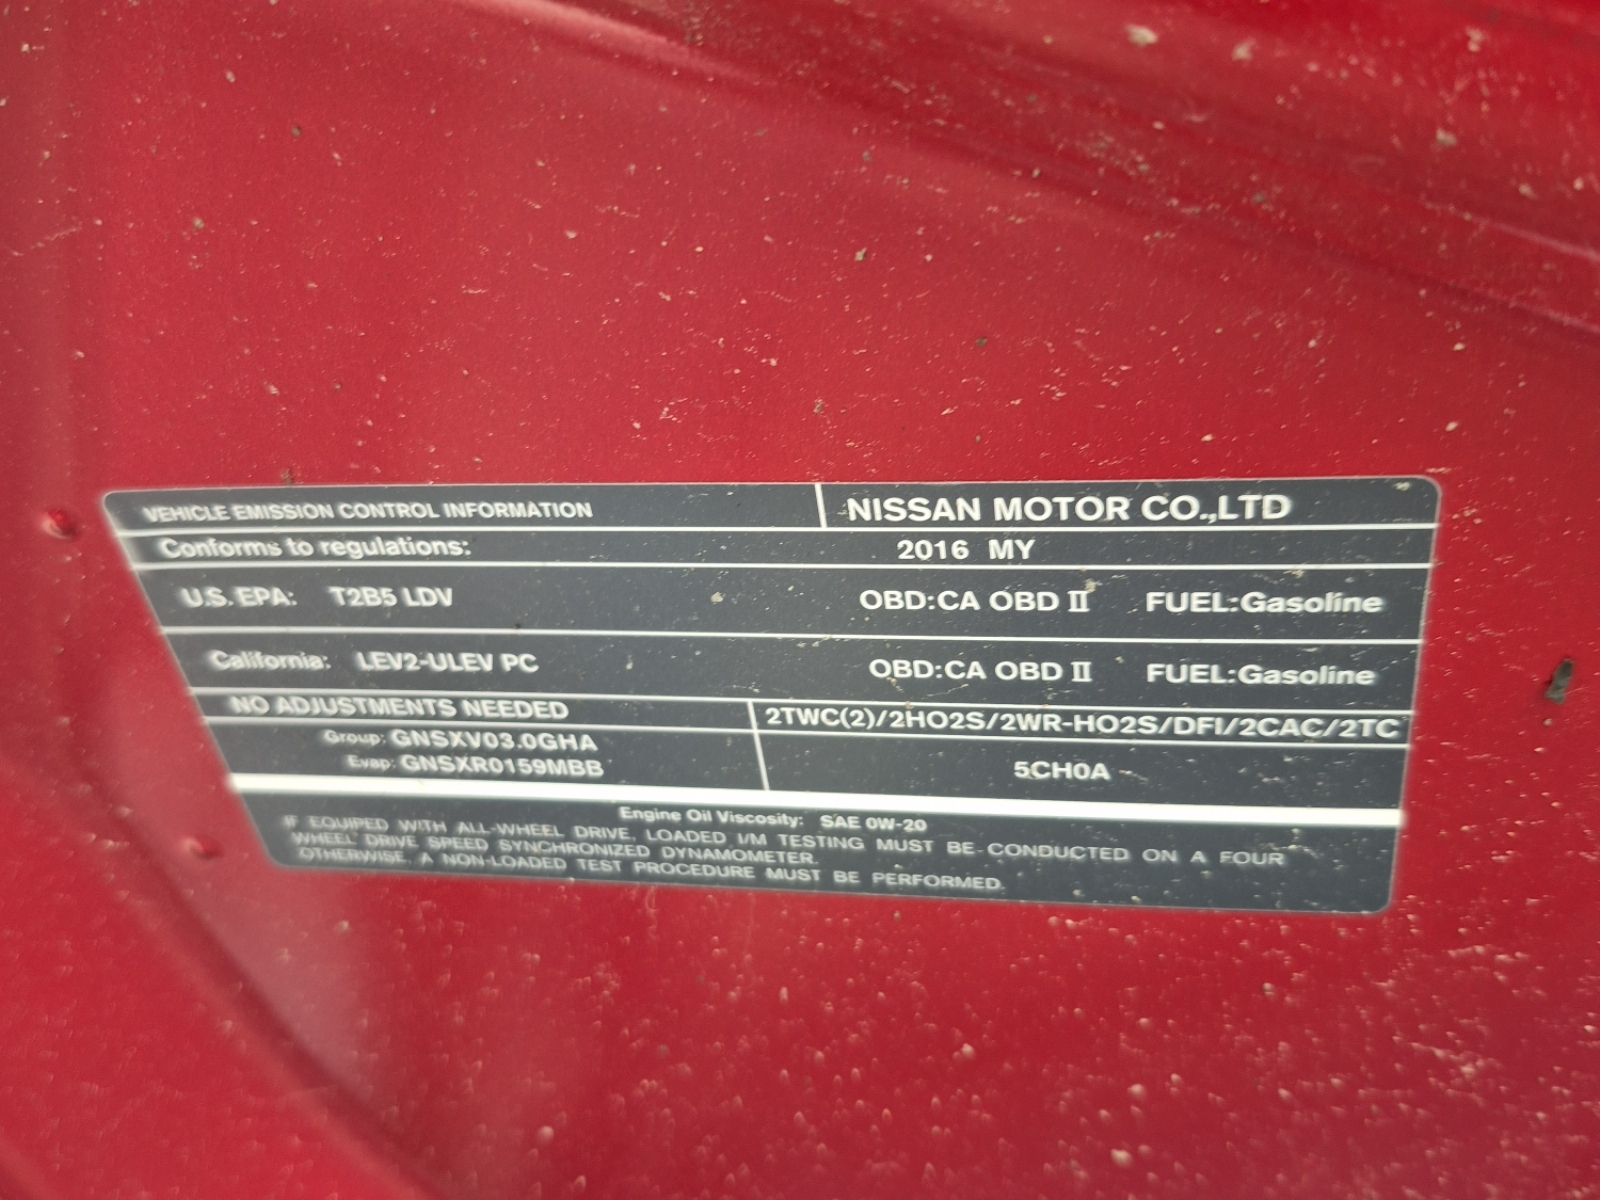 VEHICLE EMISSION CONTROL INFORMATION NISSAN MOTOR CO.,LTD
Conforms to regulations: 2016 MY
U.S. EPA: T2B5 LDV OBD:CA OBD II FUEL:Gasoline
California: LEV2-ULEV PC OBD:CA OBD II FUEL:Gasoline
NO ADJUSTMENTS NEEDED 2TWC(2)/2HO2S/2WR-HO2S/DFI/2CAC/2TC
Group: GNSXV03.0GHA
Evap: GNSXR0159MBB 5CH0A
Engine Oil Viscosity: SAE 0W-20
IF EQUIPED WITH ALL-WHEEL DRIVE, LOADED I/M TESTING MUST BE CONDUCTED ON A FOUR
WHEEL DRIVE SPEED SYNCHRONIZED DYNAMOMETER.
OTHERWISE, A NON-LOADED TEST PROCEDURE MUST BE PERFORMED.